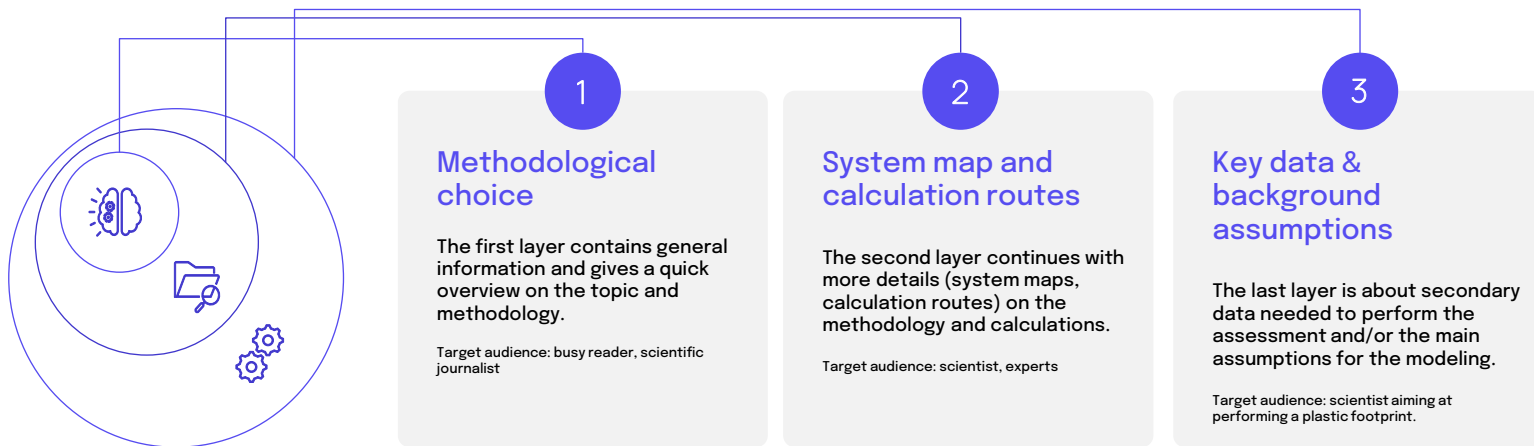 1
Methodological
choice
The first layer contains general
information and gives a quick
overview on the topic and
methodology.
Target audience: busy reader, scientific
journalist
2
System map and
calculation routes
The second layer continues with
more details (system maps,
calculation routes) on the
methodology and calculations.
Target audience: scientist, experts
3
Key data &
background
assumptions
The last layer is about secondary
data needed to perform the
assessment and/or the main
assumptions for the modeling.
Target audience: scientist aiming at
performing a plastic footprint.